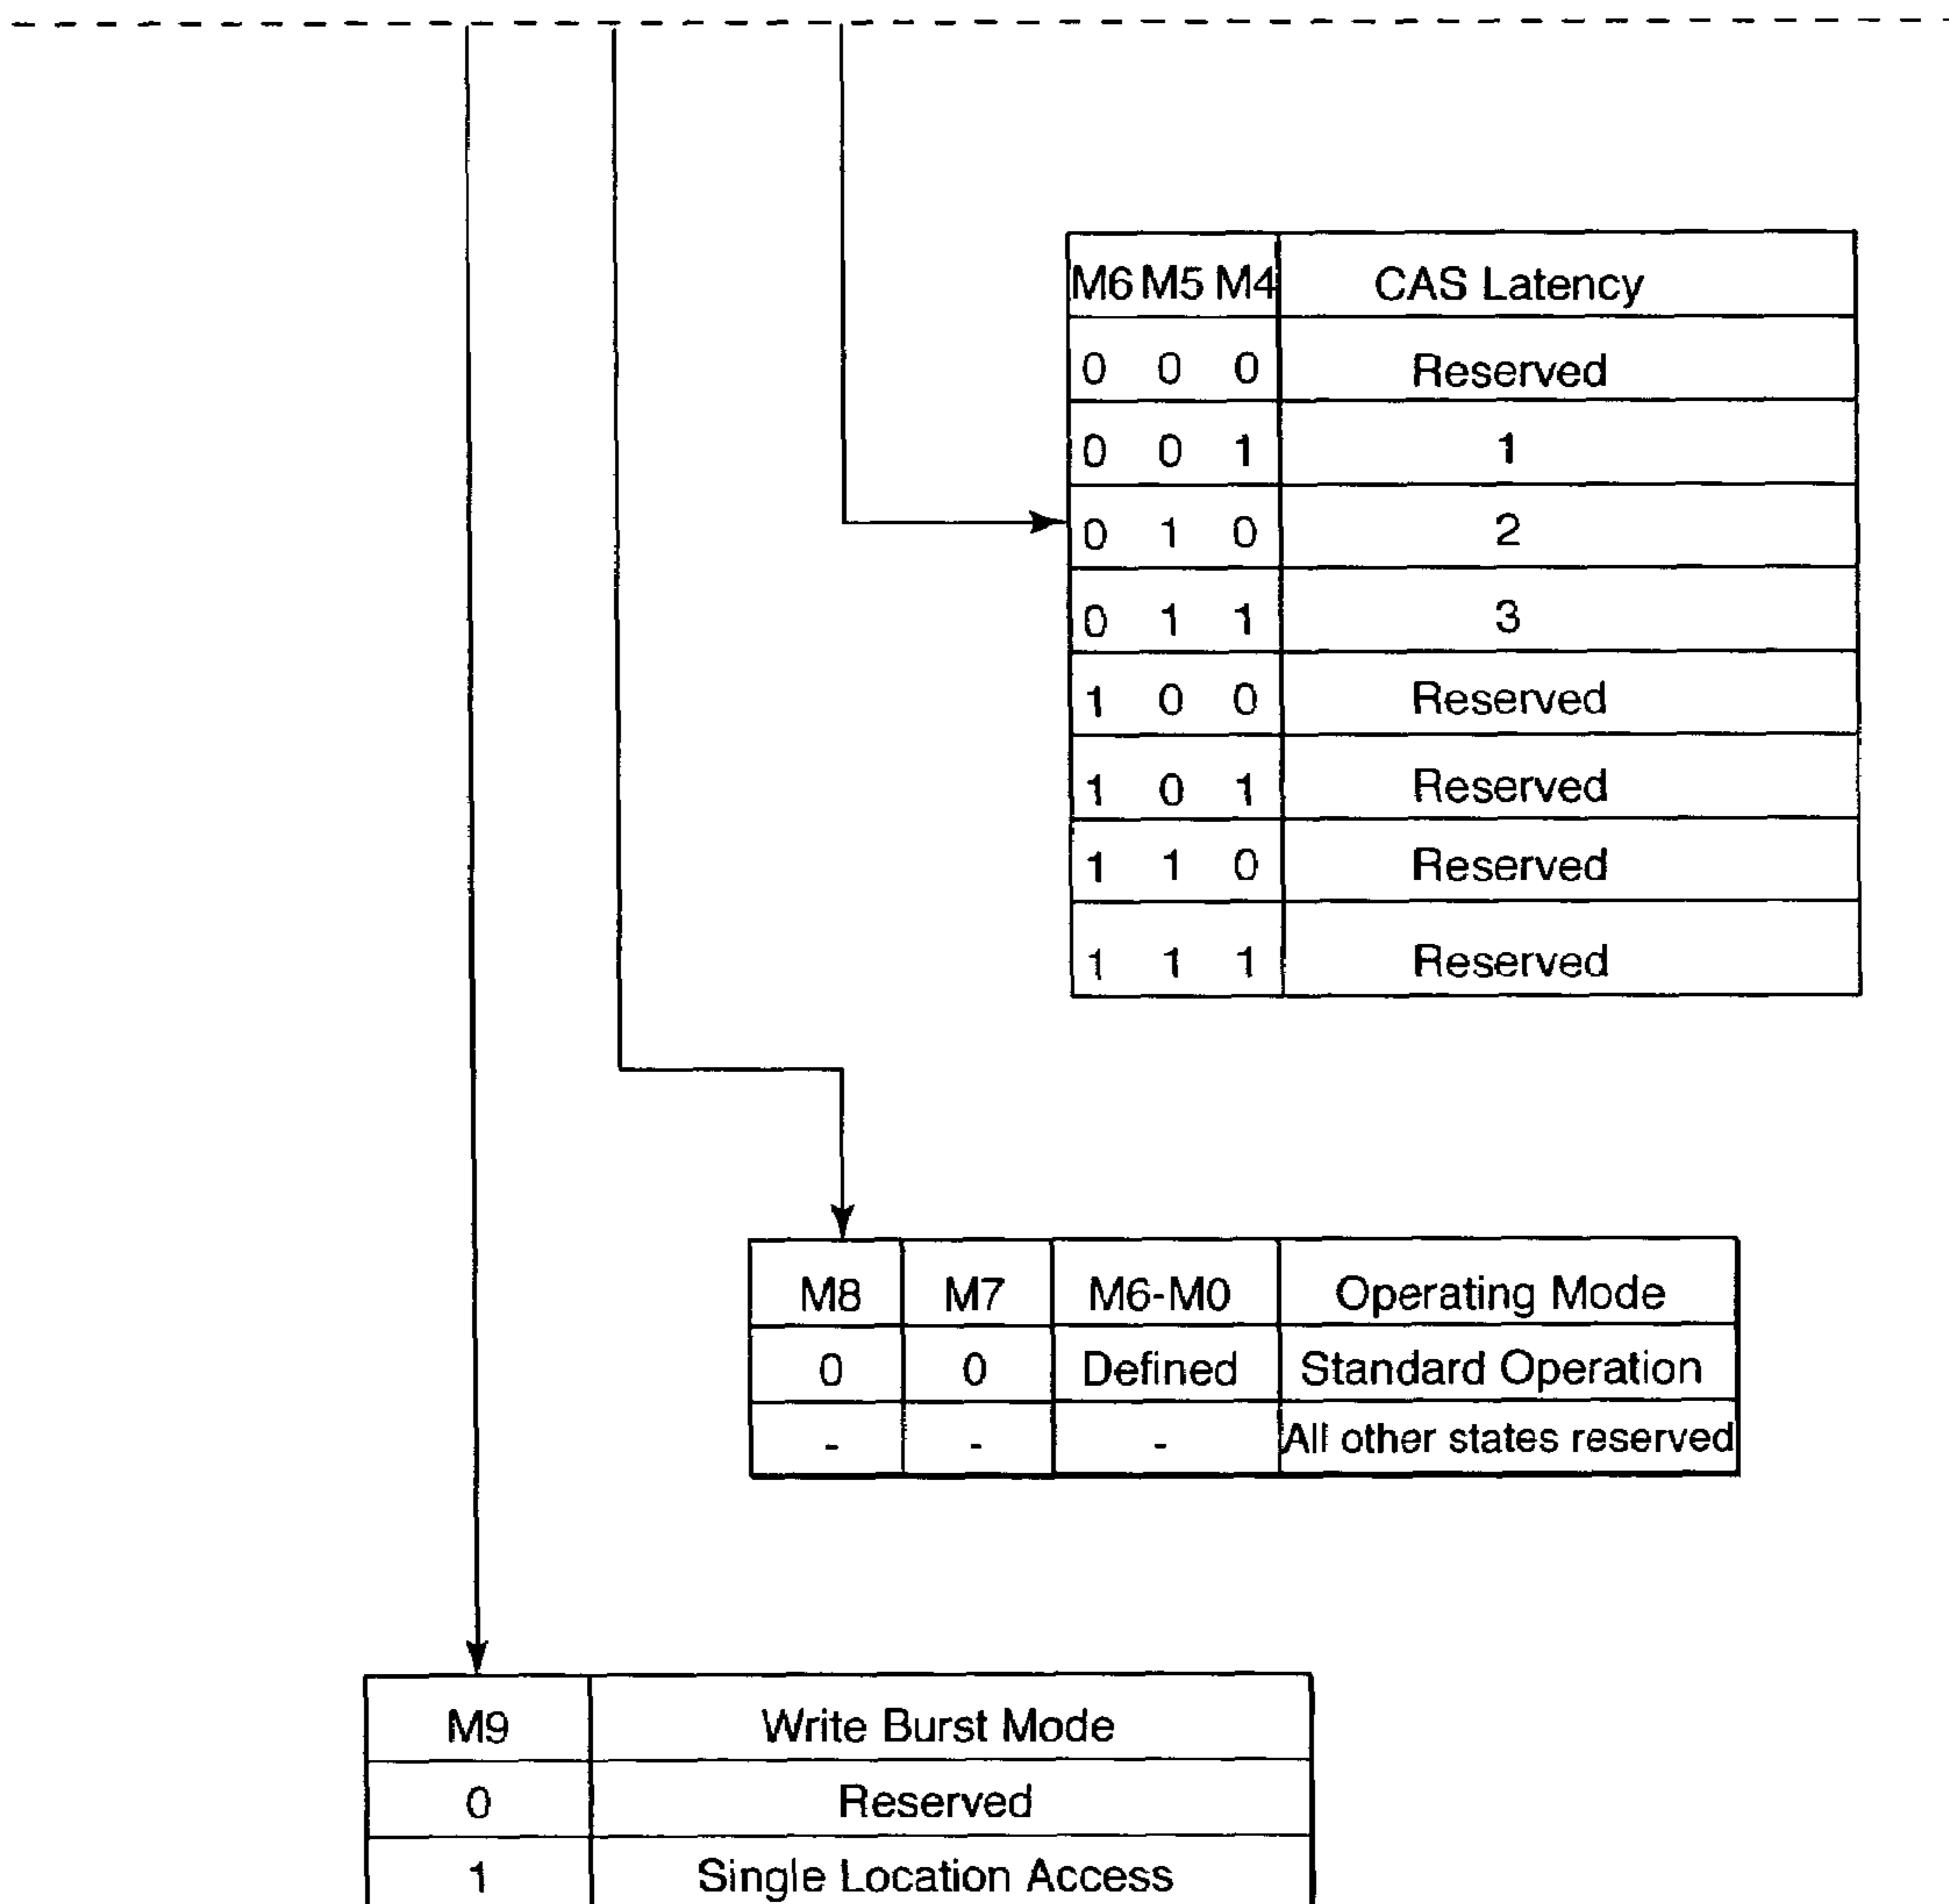 M6 M5 M4 CAS Latency
0 0 0 Reserved
0 0 1 1
0 1 0 2
0 1 1 3
1 0 0 Reserved
1 0 1 Reserved
1 1 0 Reserved
1 1 1 Reserved
M8 M7 M6-M0 Operating Mode
0 0 Defined Standard Operation
- - - All other states reserved
M9 Write Burst Mode
0 Reserved
1 Single Location Access